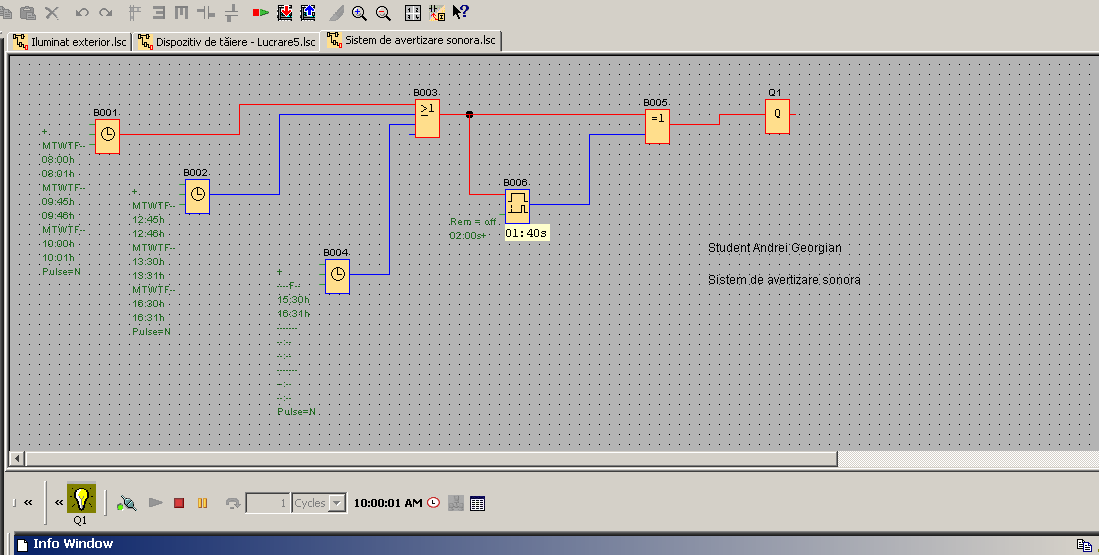 Iluminat exterior.lsc
Dispozitiv de tăiere - Lucrare5.lsc
Sistem de avertizare sonora.lsc
B001
+
MTWTF--
08:00h
08:01h
MTWTF--
09:45h
09:46h
MTWTF--
10:00h
10:01h
Pulse=N
B002
+
MTWTF--
12:45h
12:46h
MTWTF--
13:30h
13:31h
MTWTF--
16:30h
16:31h
Pulse=N
B004
+
----F--
15:30h
16:31h
-------
--:--
--:--
-------
--:--
--:--
Pulse=N
B003
≥1
B006
Rem = off
02:00s+
01:40s
B005
=1
Q1
Q
Student Andrei Georgian
Sistem de avertizare sonora
« «
Q1
1 Cycles 10:00:01 AM
Info Window